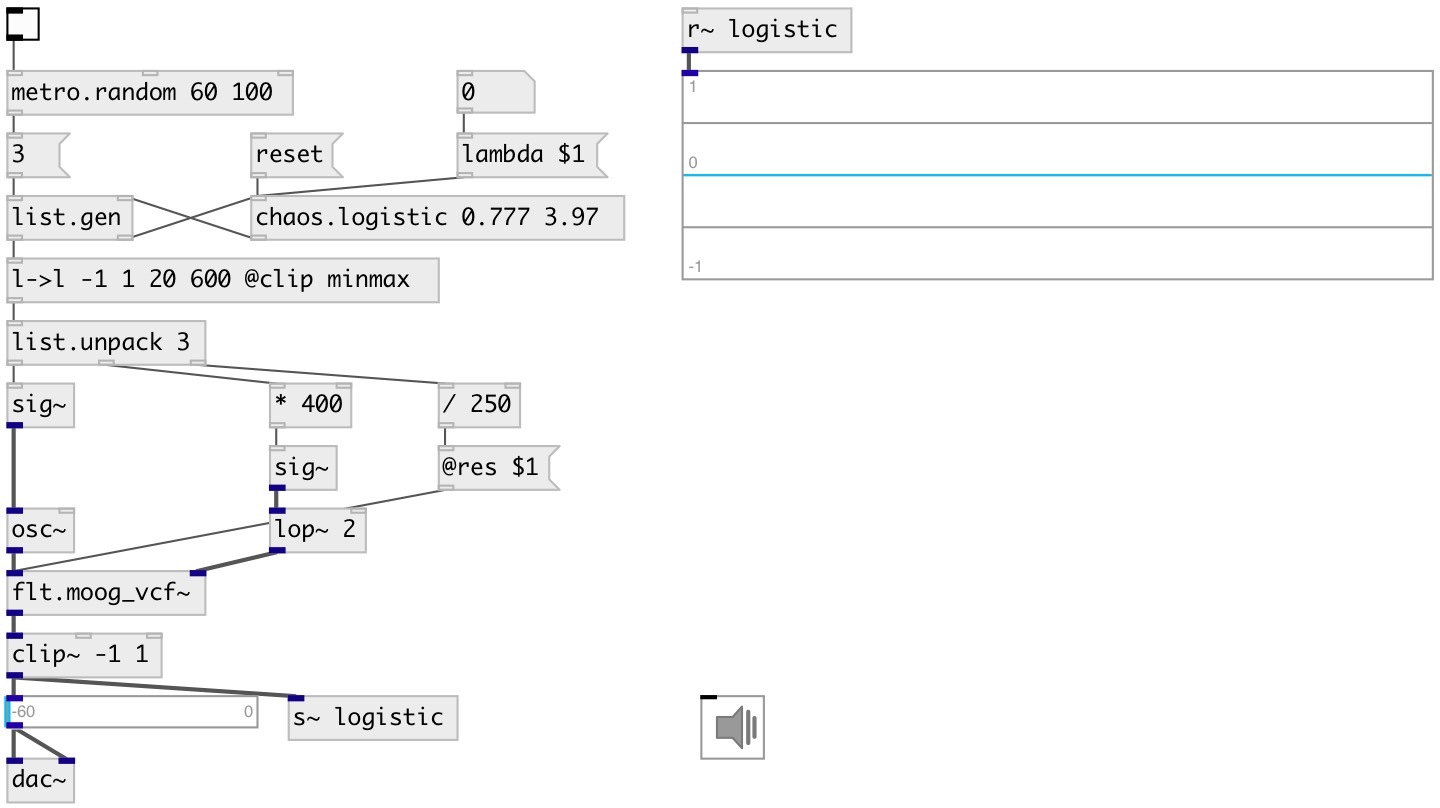 r~ logistic
metro.random 60 100
0
1
3
reset
lambda $1
0
list.gen
chaos.logistic 0.777 3.97
l->l -1 1 20 600 @clip minmax
-1
list.unpack 3
sig~
* 400
/ 250
sig~
@res $1
osc~
lop~ 2
flt.moog_vcf~
clip~ -1 1
-60
0
s~ logistic
dac~